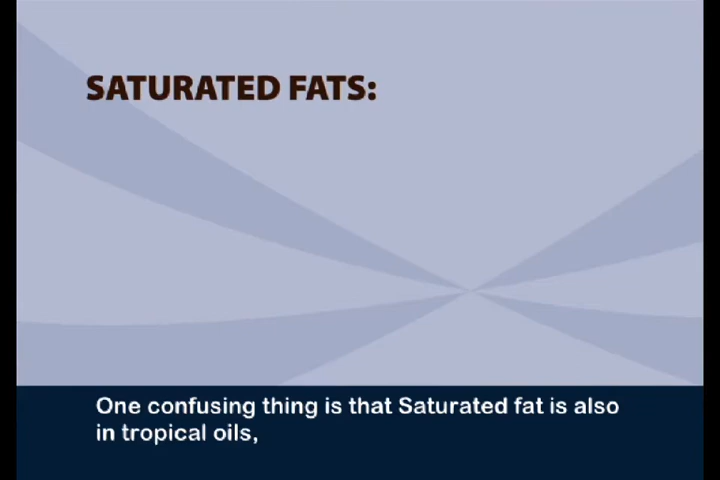 SATURATED FATS:
One confusing thing is that Saturated fat is also
in tropical oils,